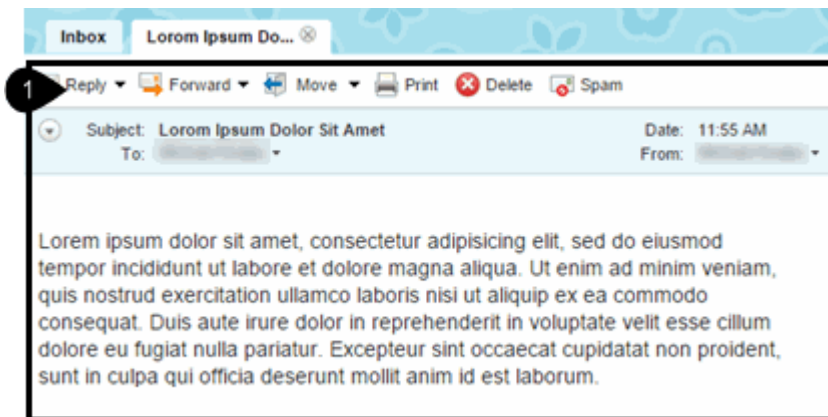 Inbox Lorom Ipsum Do...
1 Reply Forward Move Print Delete Spam
Subject: Lorom Ipsum Dolor Sit Amet Date: 11:55 AM
To: From:
Lorem ipsum dolor sit amet, consectetur adipisicing elit, sed do eiusmod
tempor incididunt ut labore et dolore magna aliqua. Ut enim ad minim veniam,
quis nostrud exercitation ullamco laboris nisi ut aliquip ex ea commodo
consequat. Duis aute irure dolor in reprehenderit in voluptate velit esse cillum
dolore eu fugiat nulla pariatur. Excepteur sint occaecat cupidatat non proident,
sunt in culpa qui officia deserunt mollit anim id est laborum.